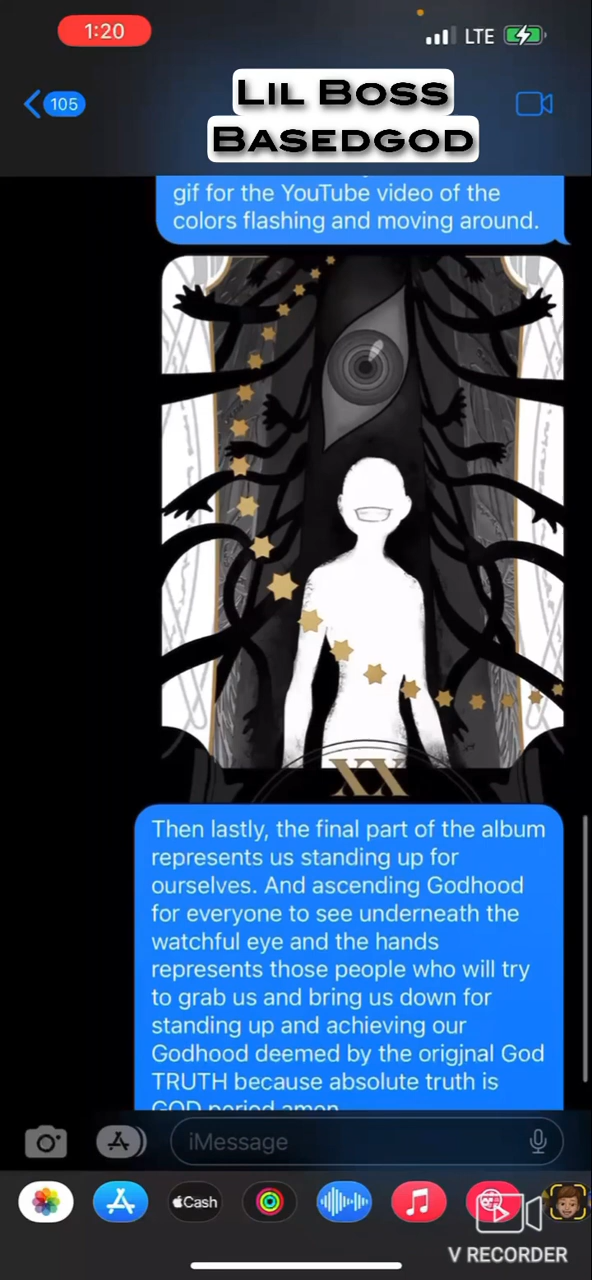 1:20
LTE
105
LIL BOSS
BASEDGOD
gif for the YouTube video of the
colors flashing and moving around.
XX
Then lastly, the final part of the album
represents us standing up for
ourselves. And ascending Godhood
for everyone to see underneath the
watchful eye and the hands
represents those people who will try
to grab us and bring us down for
standing up and achieving our
Godhood deemed by the origjnal God
TRUTH because absolute truth is
GOD period amen
iMessage
Cash
V RECORDER